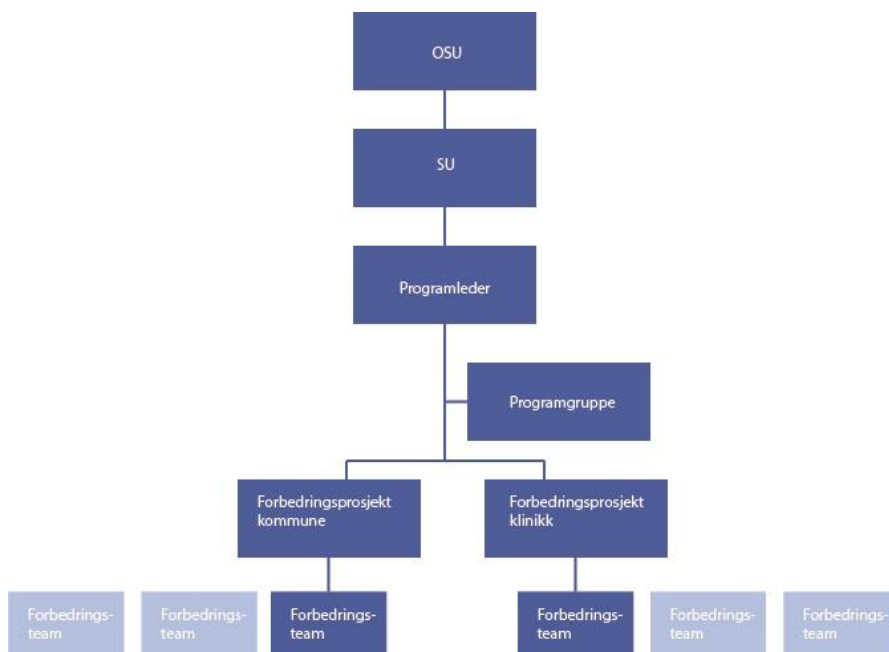 OSU
SU
Programleder
Programgruppe
Forbedringsprosjekt
kommune
Forbedringsprosjekt
klinikk
Forbedrings-
team
Forbedrings-
team
Forbedrings-
team
Forbedrings-
team
Forbedrings-
team
Forbedrings-
team